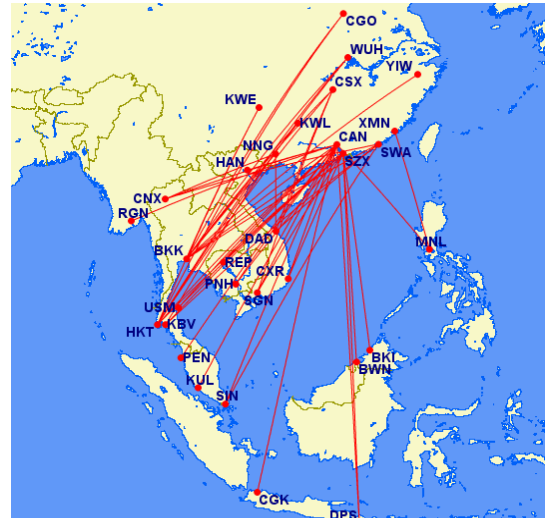 CGO
WUH
YIW
CSX
KWE
KWL
XMN
CAN
NNG
SWA
HAN
SZX
CNX
RGN
DAD
MNL
BKK
REP
CXR
PNH
SGN
USM
HKT
KBV
BKI
PEN
BWN
KUL
SIN
CGK
DPS